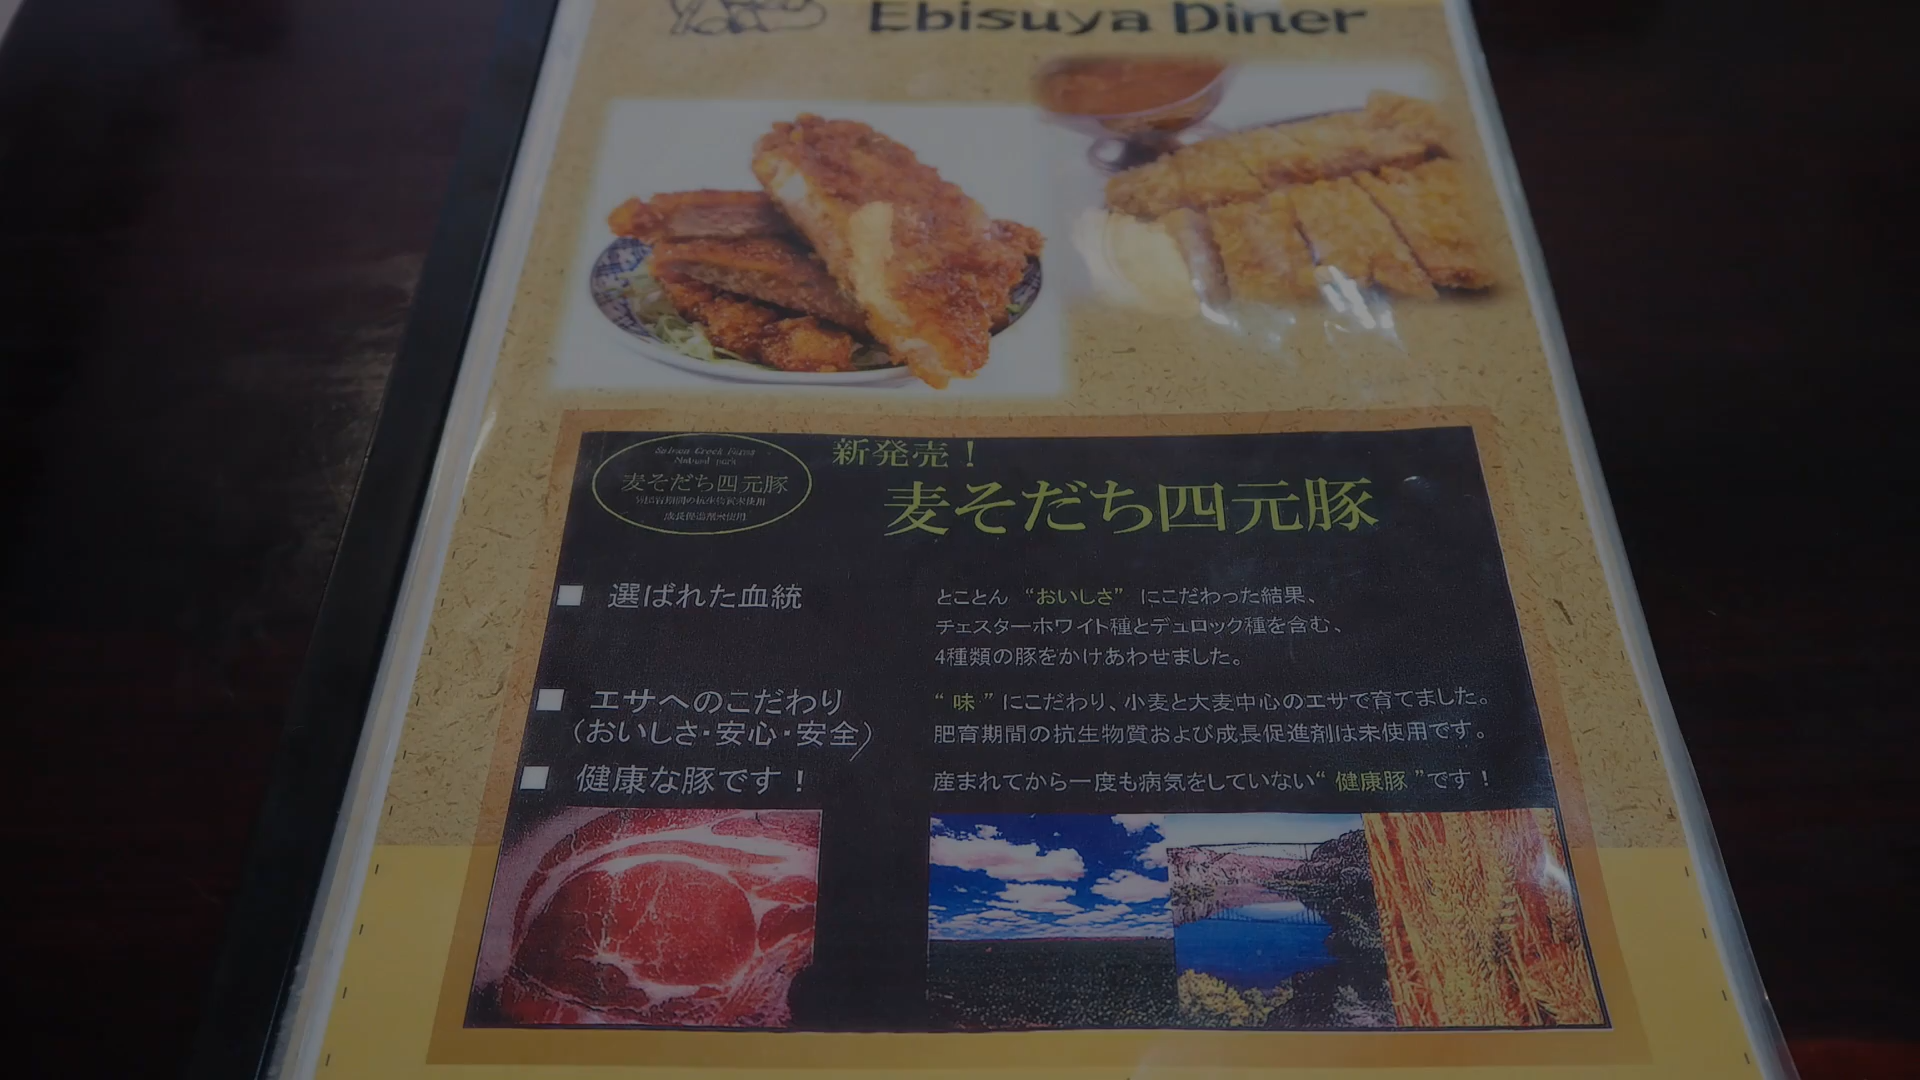 Ebisuya Diner
新発売！
麦そだち四元豚
麦そだち四元豚
成長促進剤未使用
■ 選ばれた血統
とことん “おいしさ” にこだわった結果、
チェスターホワイト種とデュロック種を含む、
4種類の豚をかけあわせました。
■ エサへのこだわり
(おいしさ・安心・安全)
“味” にこだわり、小麦と大麦中心のエサで育てました。
肥育期間の抗生物質および成長促進剤は未使用です。
■ 健康な豚です！
産まれてから一度も病気をしていない“健康豚”です！